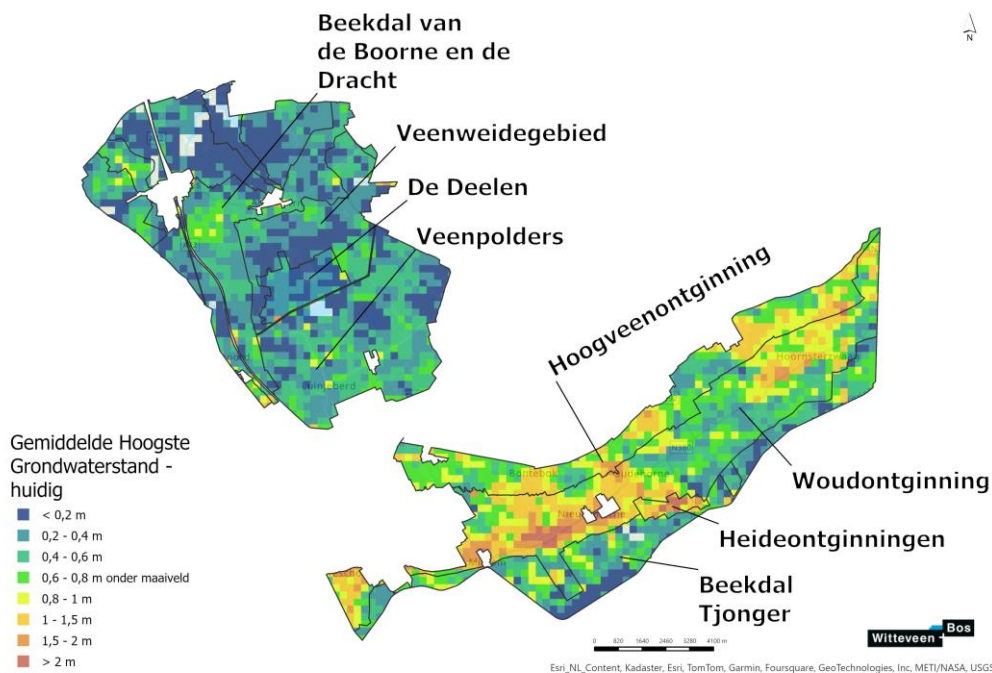 Beekdal van
de Boorne en de
Dracht
Veenweidegebied
De Deelen
Veenpolders
N
Hoogveenontginning
Hoornsterzwaag
Bontebok
Woudontginning
Heideontginningen
Beekdal
Tjonger
Gemiddelde Hoogste
Grondwaterstand -
huidig
< 0,2 m
0,2 - 0,4 m
0,4 - 0,6 m
0,6 - 0,8 m onder maaiveld
0,8 - 1 m
1 - 1,5 m
1,5 - 2 m
> 2 m
0 820 1640 2460 3280 4100 m
Witteveen + Bos
Esri_NL_Content, Kadaster, Esri, TomTom, Garmin, Foursquare, GeoTechnologies, Inc, METI/NASA, USGS